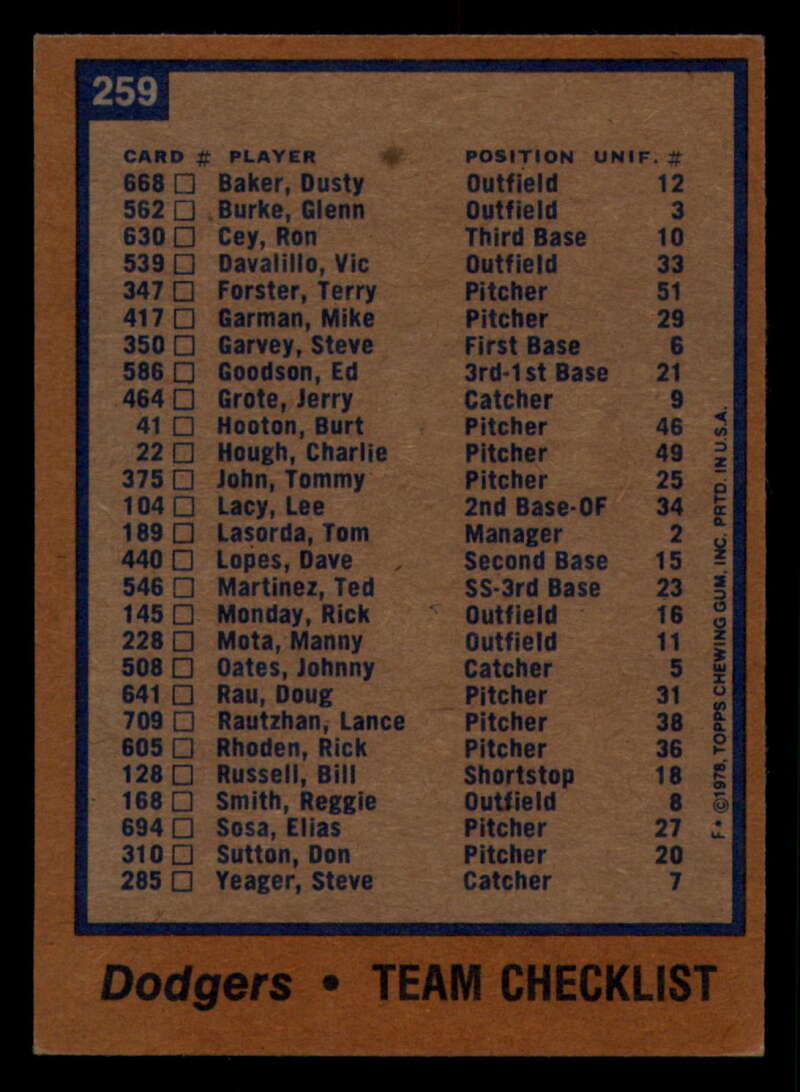 259
CARD # PLAYER POSITION UNIF. #
668 Baker, Dusty Outfield 12
562 Burke, Glenn Outfield 3
630 Cey, Ron Third Base 10
539 Davalillo, Vic Outfield 33
347 Forster, Terry Pitcher 51
417 Garman, Mike Pitcher 29
350 Garvey, Steve First Base 6
586 Goodson, Ed 3rd-1st Base 21
464 Grote, Jerry Catcher 9
41 Hooton, Burt Pitcher 46
22 Hough, Charlie Pitcher 49
375 John, Tommy Pitcher 25
104 Lacy, Lee 2nd Base-OF 34
189 Lasorda, Tom Manager 2
440 Lopes, Dave Second Base 15
546 Martinez, Ted SS-3rd Base 23
145 Monday, Rick Outfield 16
228 Mota, Manny Outfield 11
508 Oates, Johnny Catcher 5
641 Rau, Doug Pitcher 31
709 Rautzhan, Lance Pitcher 38
605 Rhoden, Rick Pitcher 36
128 Russell, Bill Shortstop 18
168 Smith, Reggie Outfield 8
694 Sosa, Elias Pitcher 27
310 Sutton, Don Pitcher 20
285 Yeager, Steve Catcher 7
F* ©1978, TOPPS CHEWING GUM, INC. PRTD. IN U.S.A.
Dodgers • TEAM CHECKLIST